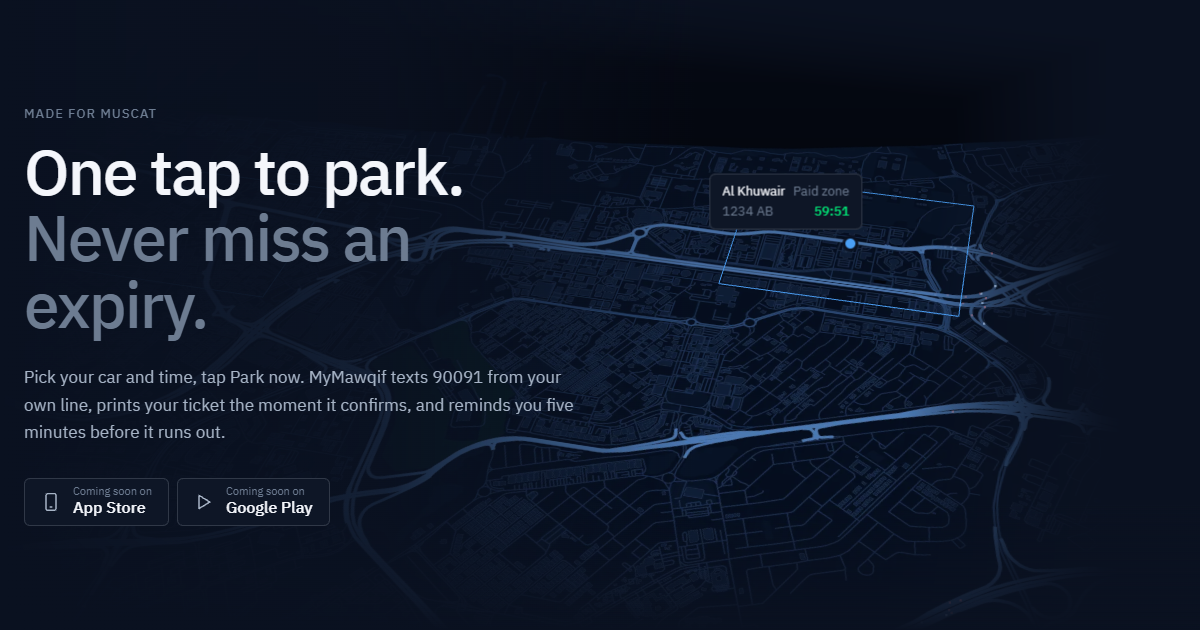 MADE FOR MUSCAT
One tap to park.
Never miss an
expiry.
Pick your car and time, tap Park now. MyMawqif texts 90091 from your
own line, prints your ticket the moment it confirms, and reminds you five
minutes before it runs out.
Coming soon on
App Store
Coming soon on
Google Play
Al Khuwair Paid zone
1234 AB 59:51